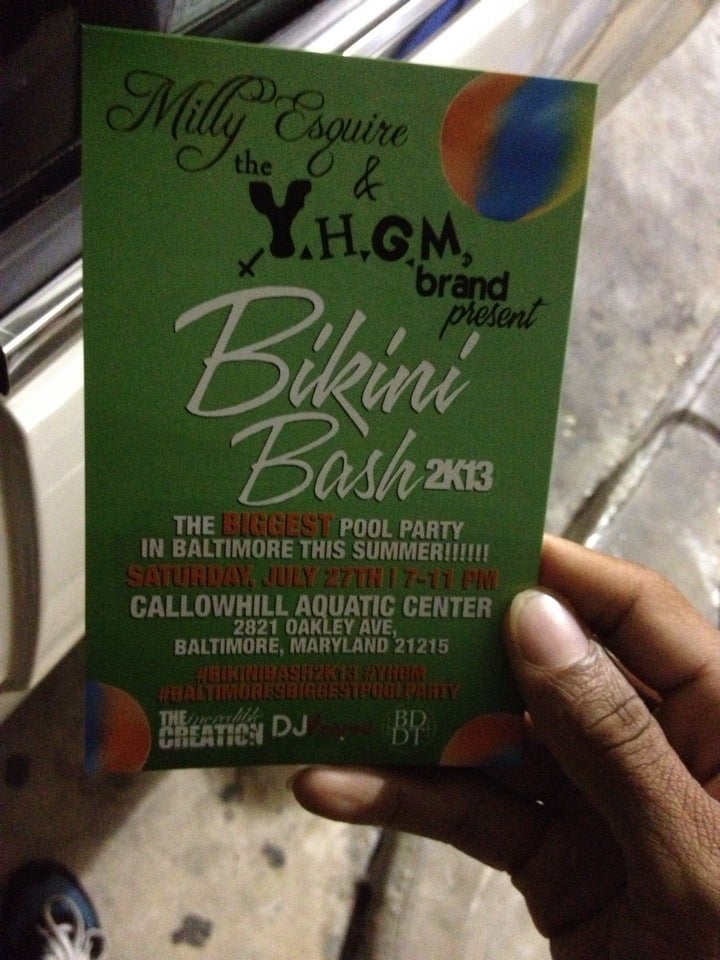 Milly Esquire
the &
Y.H.G.M.
brand
present
Bikini
Bash 2K13
THE BIGGEST POOL PARTY
IN BALTIMORE THIS SUMMER!!!!!!
SATURDAY, JULY 27TH | 7-11 PM
CALLOWHILL AQUATIC CENTER
2821 OAKLEY AVE,
BALTIMORE, MARYLAND 21215
#BIKINIBASH2K13 #YHGM
#BALTIMORESBIGGESTPOOLPARTY
THE incredible
CREATION DJ BD
DT